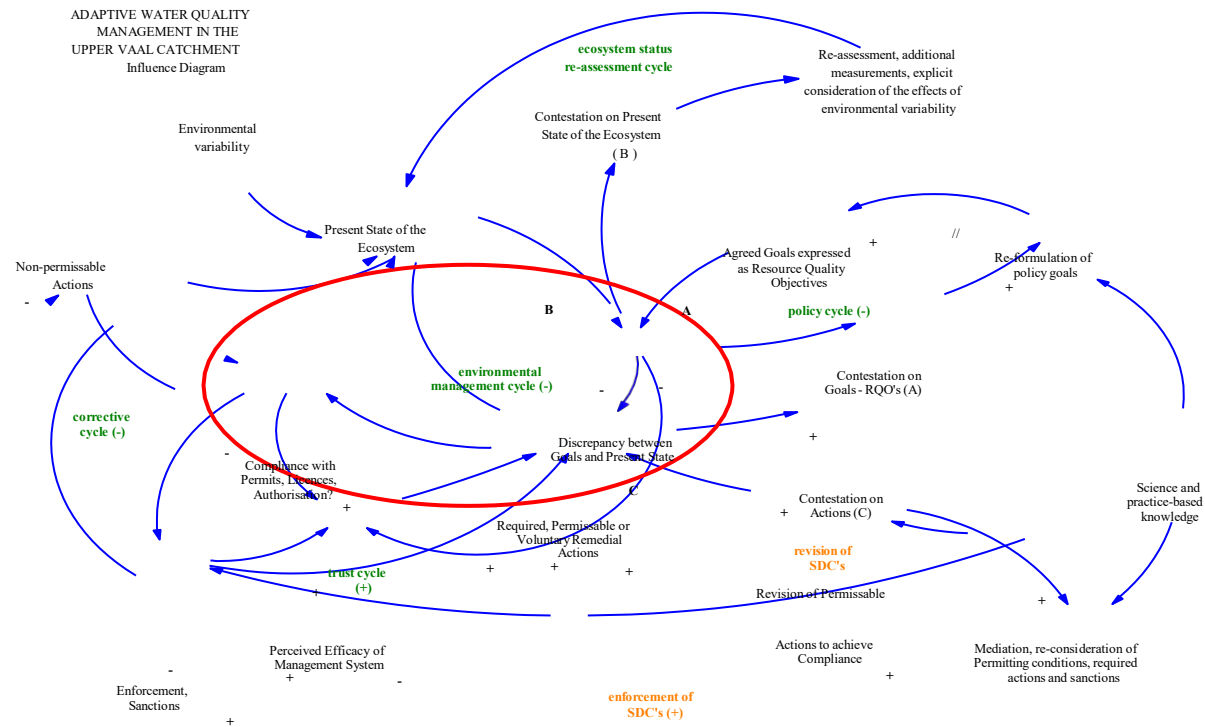 ADAPTIVE WATER QUALITY
MANAGEMENT IN THE
UPPER VAAL CATCHMENT
Influence Diagram
ecosystem status
re-assessment cycle
Re-assessment, additional
measurements, explicit
consideration of the effects of
environmental variability
Contestation on Present
State of the Ecosystem
( B )
Environmental
variability
Present State of the
Ecosystem
Agreed Goals expressed
as Resource Quality
Objectives
+
//
Re-formulation of
policy goals
+
Non-permissable
Actions
-
B
A
policy cycle (-)
environmental
management cycle (-)
-
-
Contestation on
Goals - RQO's (A)
+
corrective
cycle (-)
-
Compliance with
Permits, Licences,
Authorisation?
+
Discrepancy between
Goals and Present State
C
Contestation on
Actions (C)
+
Science and
practice-based
knowledge
Required, Permissable or
Voluntary Remedial
Actions
+
+
+
revision of
SDC's
trust cycle
(+)
+
Revision of Permissable
+
Actions to achieve
Compliance
+
Mediation, re-consideration of
Permitting conditions, required
actions and sanctions
Perceived Efficacy of
Management System
+
-
-
Enforcement,
Sanctions
+
enforcement of
SDC's (+)